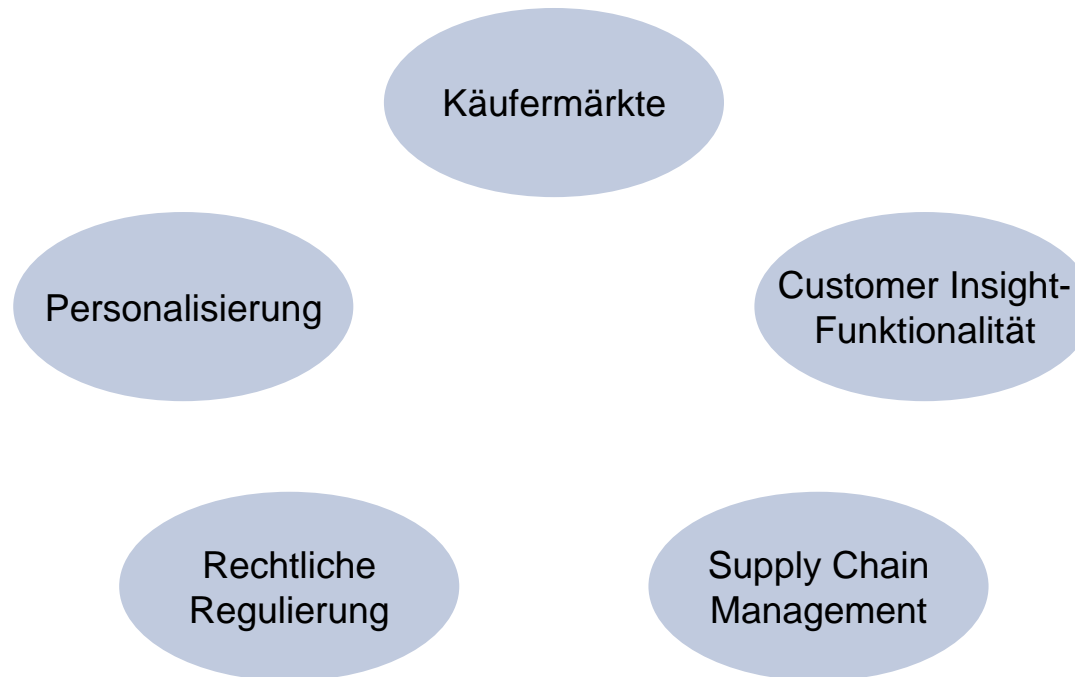 Käufermärkte
Personalisierung
Customer Insight-
Funktionalität
Rechtliche
Regulierung
Supply Chain
Management